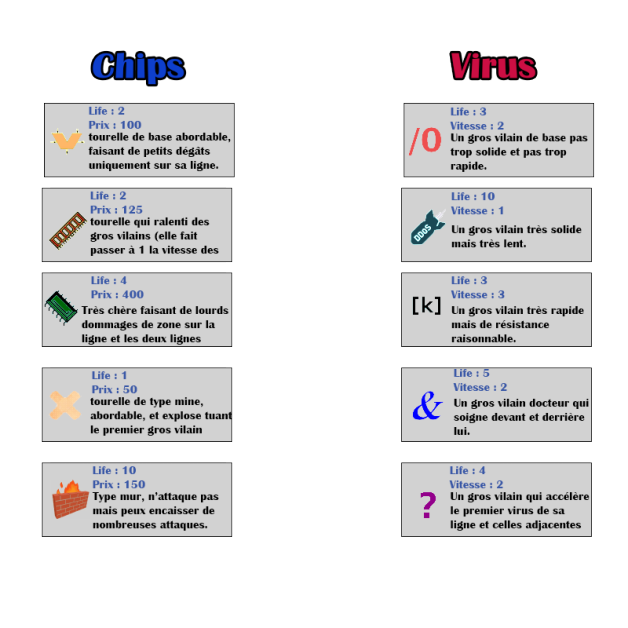 Chips
Life : 2
Prix : 100
tourelle de base abordable,
faisant de petits dégâts
uniquement sur sa ligne.
Life : 2
Prix : 125
tourelle qui ralenti des
gros vilains (elle fait
passer à 1 la vitesse des
Life : 4
Prix : 400
Très chère faisant de lourds
dommages de zone sur la
ligne et les deux lignes
Life : 1
Prix : 50
tourelle de type mine,
abordable, et explose tuant
le premier gros vilain
Life : 10
Prix : 150
Type mur, n'attaque pas
mais peux encaisser de
nombreuses attaques.
Virus
/0
Life : 3
Vitesse : 2
Un gros vilain de base pas
trop solide et pas trop
rapide.
DDoS
Life : 10
Vitesse : 1
Un gros vilain très solide
mais très lent.
[k]
Life : 3
Vitesse : 3
Un gros vilain très rapide
mais de résistance
raisonnable.
&
Life : 5
Vitesse : 2
Un gros vilain docteur qui
soigne devant et derrière
lui.
?
Life : 4
Vitesse : 2
Un gros vilain qui accélère
le premier virus de sa
ligne et celles adjacentes